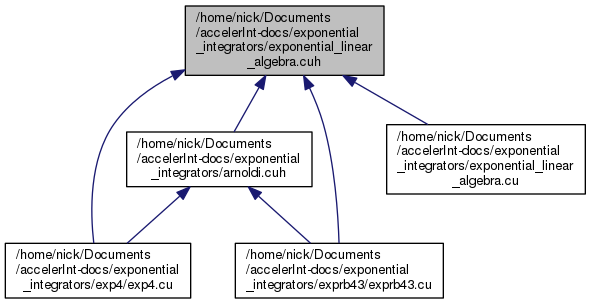 /home/nick/Documents
/accelerInt-docs/exponential
_integrators/exponential_linear
_algebra.cuh
/home/nick/Documents
/accelerInt-docs/exponential
_integrators/arnoldi.cuh
/home/nick/Documents
/accelerInt-docs/exponential
_integrators/exponential_linear
_algebra.cu
/home/nick/Documents
/accelerInt-docs/exponential
_integrators/exp4/exp4.cu
/home/nick/Documents
/accelerInt-docs/exponential
_integrators/exprb43/exprb43.cu